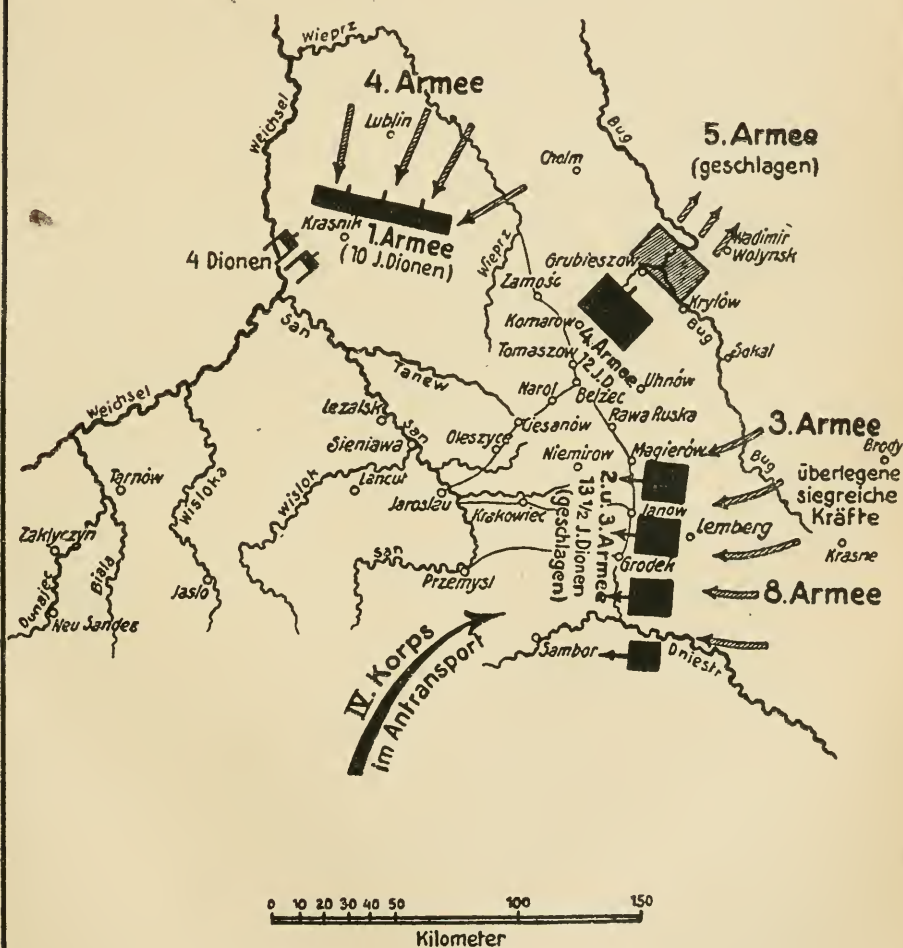 Wieprz
4. Armee
Lublin
Weichsel
Bug
5. Armee
(geschlagen)
Cholm
Krasnik
1. Armee
(10 J. Dionen)
4 Dionen
Wieprz
Wladimir
Wolynsk
Grubieszow
Zamość
Kryłów
Bug
Komarow
4. Armee
12 J.D.
Tomaszow
Sokal
San
Tanew
Uhnów
Belzec
Narol
Weichsel
Lezalsk
Ciesanów
Rawa Ruska
San
Oleszyce
Sieniawa
Niemirow
Magierów
3. Armee
Brody
Bug
überlegene
siegreiche
Kräfte
Tarnów
Wisloka
Wislok
Lancut
Jaroslau
Krakowiec
2. u. 3. Armee
13 1/2 J. Dionen
(geschlagen)
Janow
Lemberg
Krasne
Zaklyczyn
San
Grodek
Dunajec
Biala
Jaslo
Przemysl
8. Armee
Neu Sandec
Sambor
Dniestr
IV. Korps
im Antransport
0 10 20 30 40 50 100 150
Kilometer